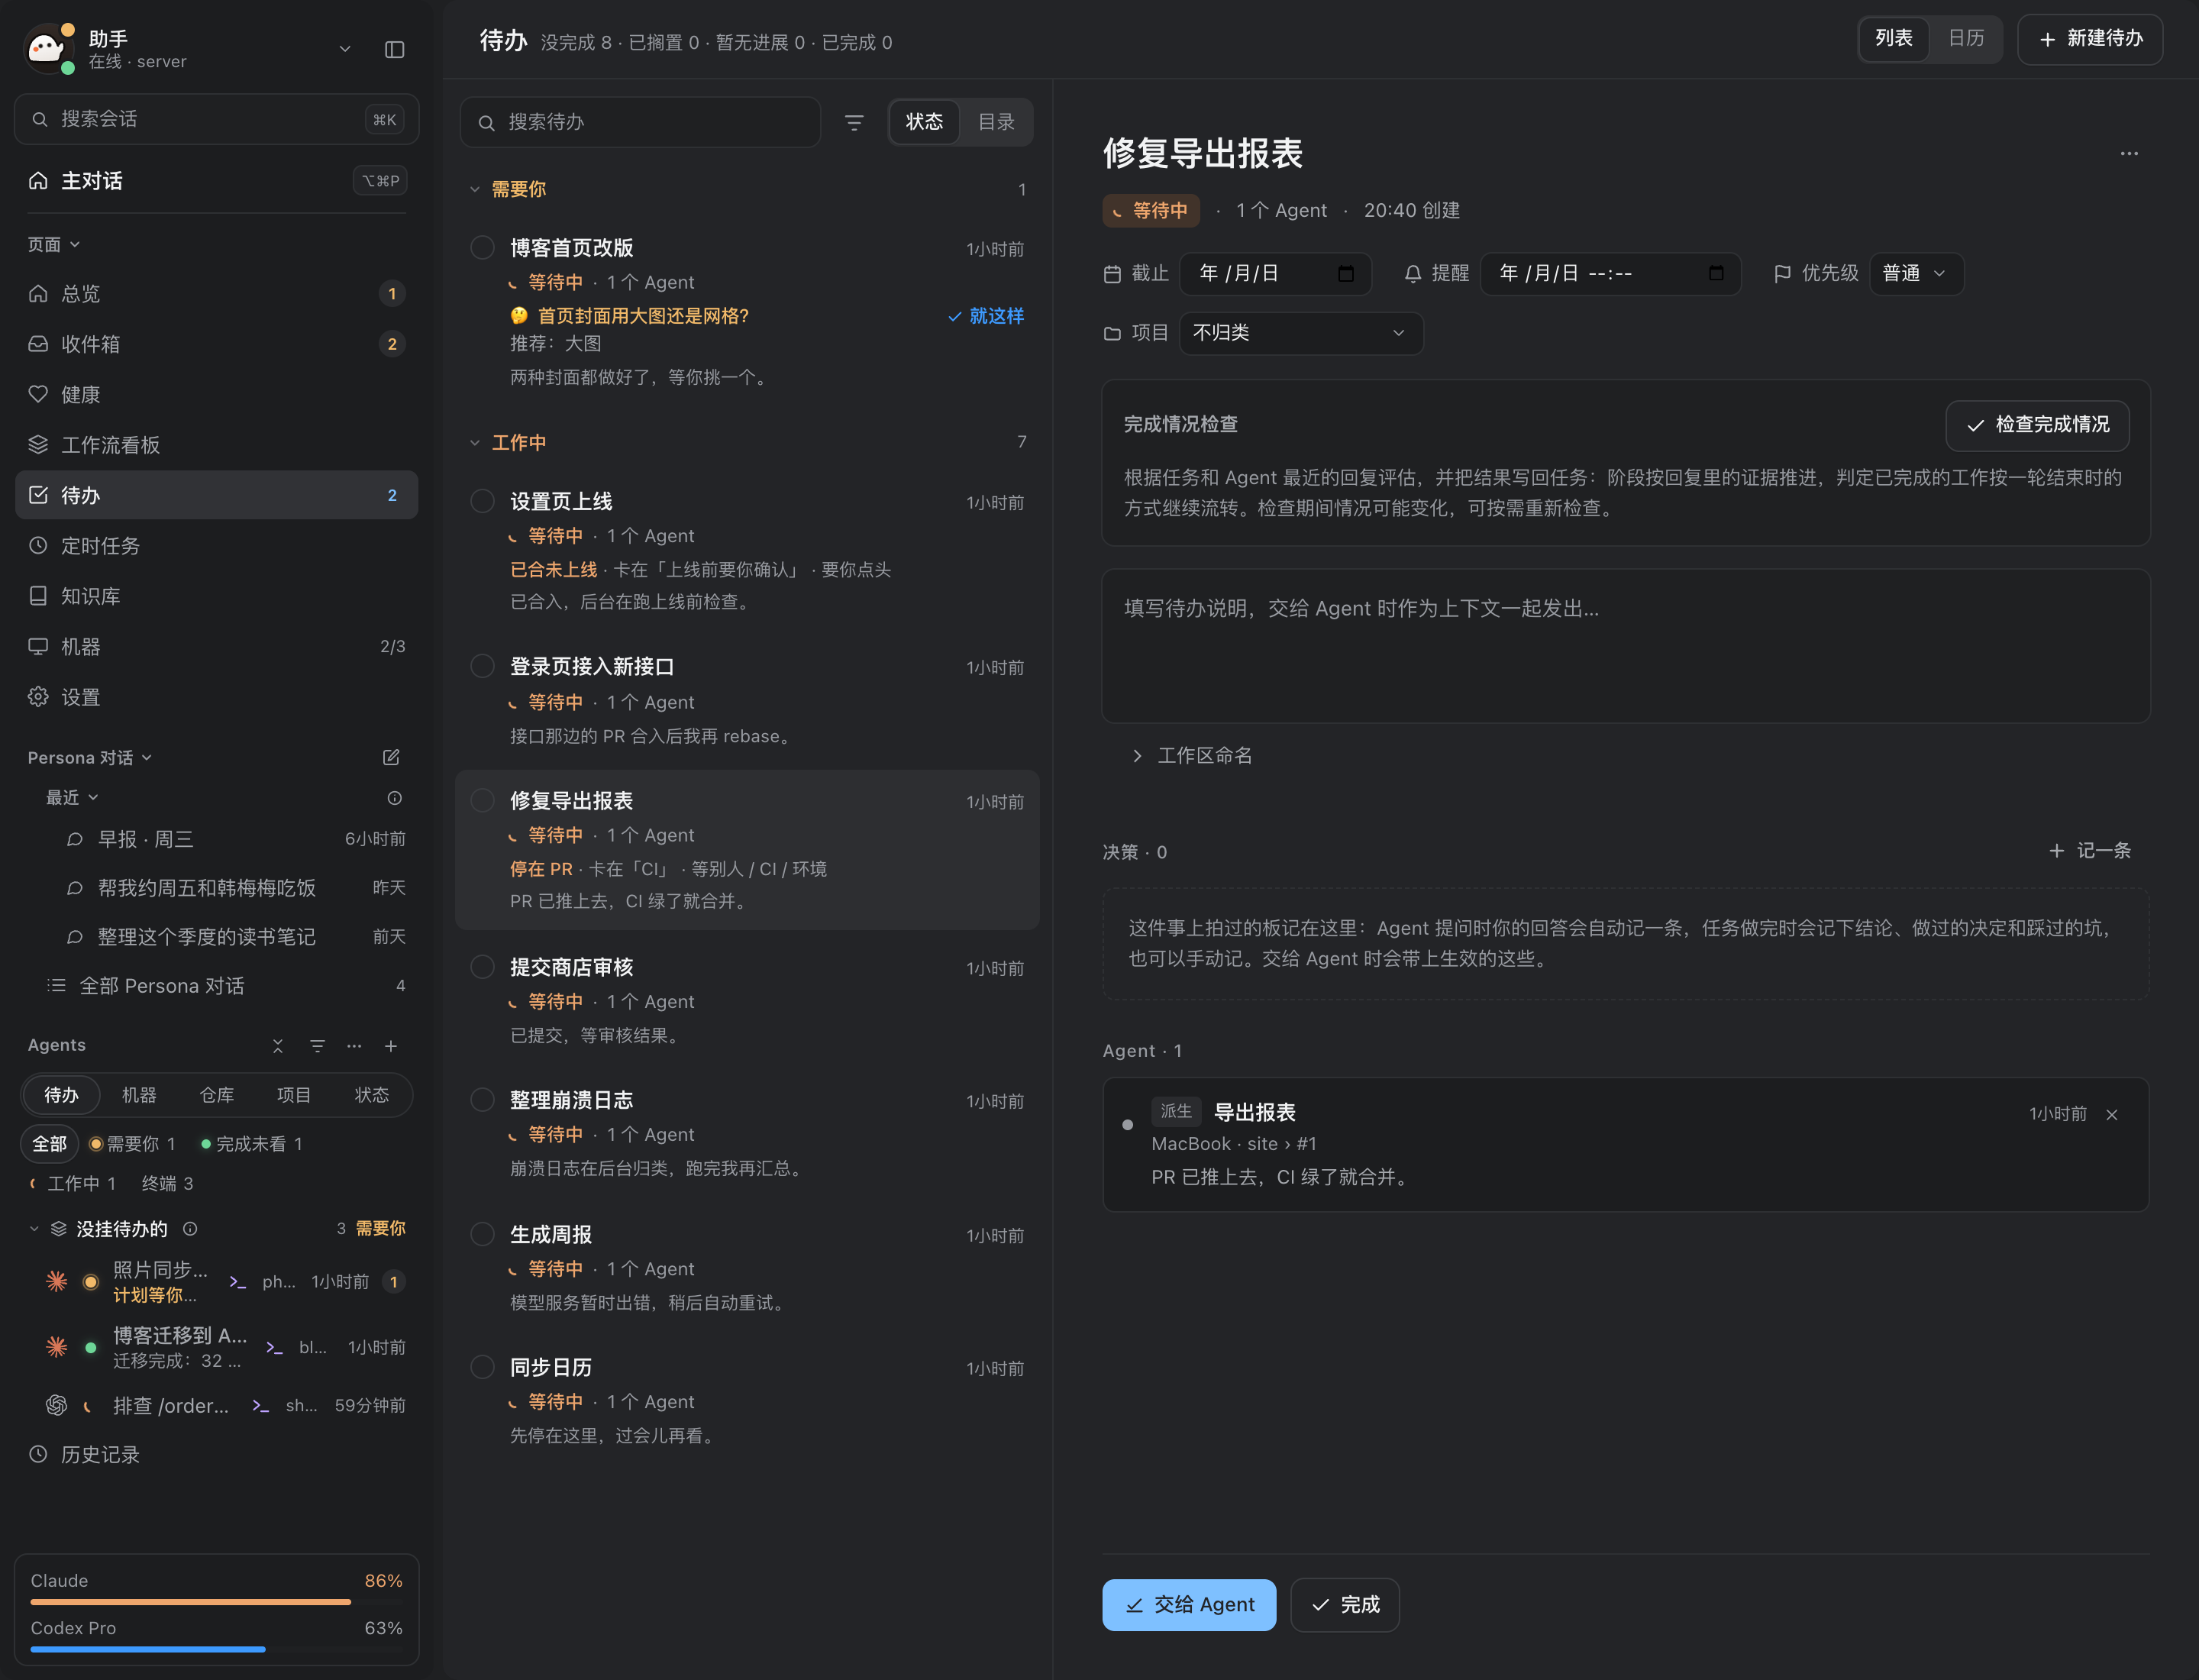 助手
在线 · server
搜索会话 ⌘K
主对话 ⌥⌘P
页面
总览 1
收件箱 2
健康
工作流看板
待办 2
定时任务
知识库
机器 2/3
设置
Persona 对话
最近
早报 · 周三 6小时前
帮我约周五和韩梅梅吃饭 昨天
整理这个季度的读书笔记 前天
全部 Persona 对话 4
Agents
待办 机器 仓库 项目 状态
全部 需要你 1 完成未看 1
工作中 1 终端 3
没挂待办的 3 需要你
照片同步... ph... 1小时前 1
计划等你...
博客迁移到 A... bl... 1小时前
迁移完成：32 ...
排查 /order... sh... 59分钟前
历史记录
Claude 86%
Codex Pro 63%
待办 没完成 8 · 已搁置 0 · 暂无进展 0 · 已完成 0
列表 日历 新建待办
搜索待办 状态 目录
需要你 1
博客首页改版 1小时前
等待中 · 1 个 Agent
🤔 首页封面用大图还是网格? 就这样
推荐：大图
两种封面都做好了，等你挑一个。
工作中 7
设置页上线 1小时前
等待中 · 1 个 Agent
已合未上线 · 卡在「上线前要你确认」 · 要你点头
已合入，后台在跑上线前检查。
登录页接入新接口 1小时前
等待中 · 1 个 Agent
接口那边的 PR 合入后我再 rebase。
修复导出报表 1小时前
等待中 · 1 个 Agent
停在 PR · 卡在「CI」 · 等别人 / CI / 环境
PR 已推上去，CI 绿了就合并。
提交商店审核 1小时前
等待中 · 1 个 Agent
已提交，等审核结果。
整理崩溃日志 1小时前
等待中 · 1 个 Agent
崩溃日志在后台归类，跑完我再汇总。
生成周报 1小时前
等待中 · 1 个 Agent
模型服务暂时出错，稍后自动重试。
同步日历 1小时前
等待中 · 1 个 Agent
先停在这里，过会儿再看。
修复导出报表
等待中 · 1 个 Agent · 20:40 创建
截止 年 /月/日 提醒 年 /月/日 --:-- 优先级 普通
项目 不归类
完成情况检查 检查完成情况
根据任务和 Agent 最近的回复评估，并把结果写回任务：阶段按回复里的证据推进，判定已完成的工作按一轮结束时的
方式继续流转。检查期间情况可能变化，可按需重新检查。
填写待办说明，交给 Agent 时作为上下文一起发出...
工作区命名
决策 · 0 记一条
这件事上拍过的板记在这里：Agent 提问时你的回答会自动记一条，任务做完时会记下结论、做过的决定和踩过的坑，
也可以手动记。交给 Agent 时会带上生效的这些。
Agent · 1
派生 导出报表 1小时前
MacBook · site › #1
PR 已推上去，CI 绿了就合并。
交给 Agent 完成